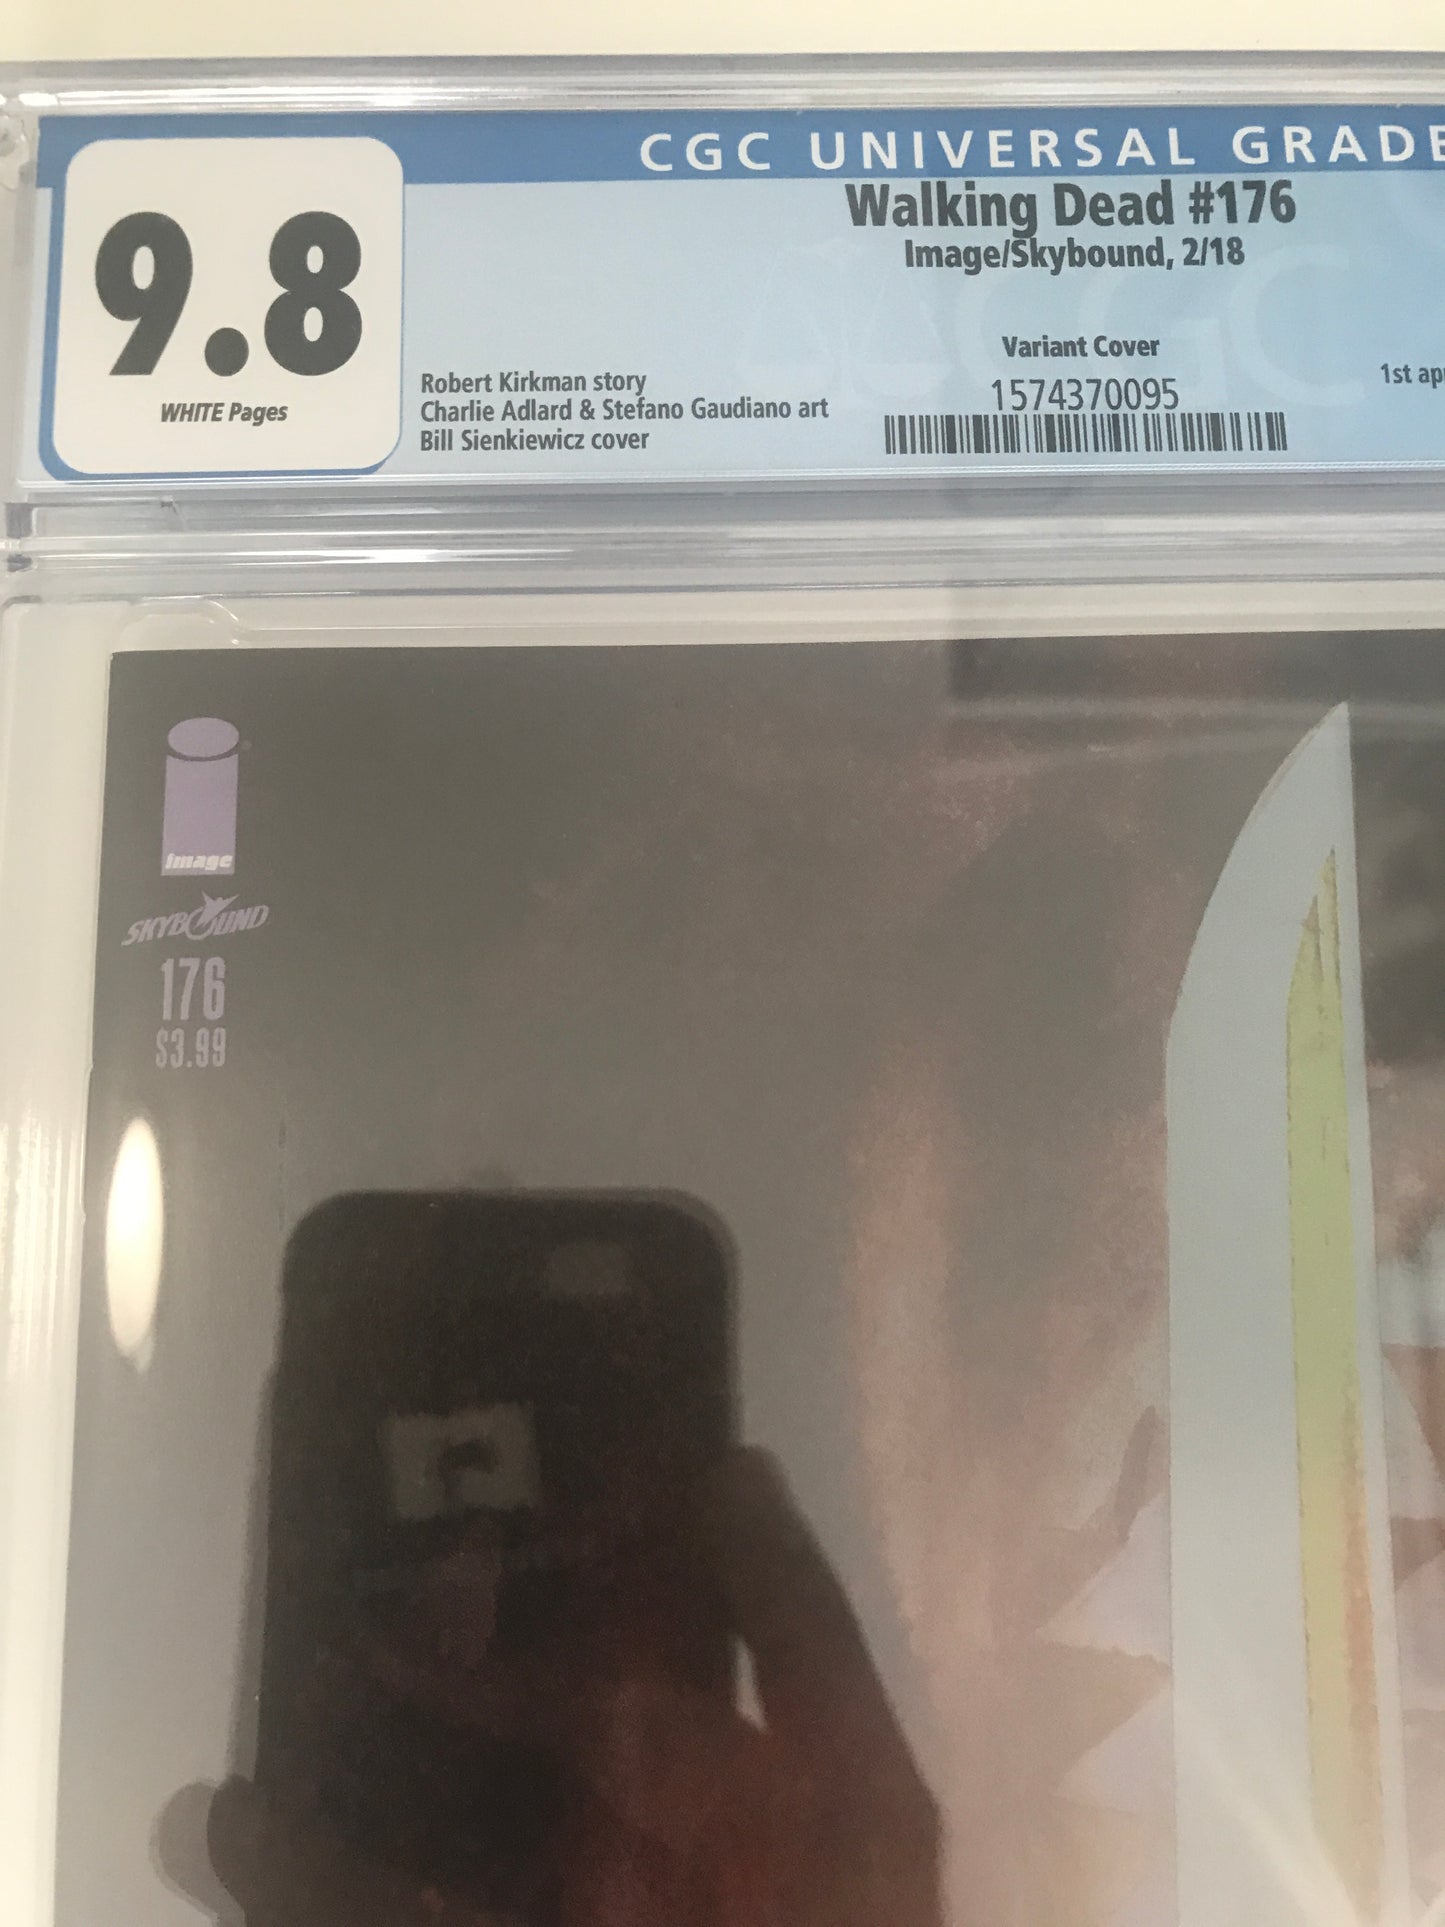 CGC UNIVERSAL GRADE
Walking Dead #176
Image/Skybound, 2/18
9.8
WHITE Pages
Variant Cover
1574370095
Robert Kirkman story
Charlie Adlard & Stefano Gaudiano art
Bill Sienkiewicz cover
1st
image
SKYBOUND
176
$3.99